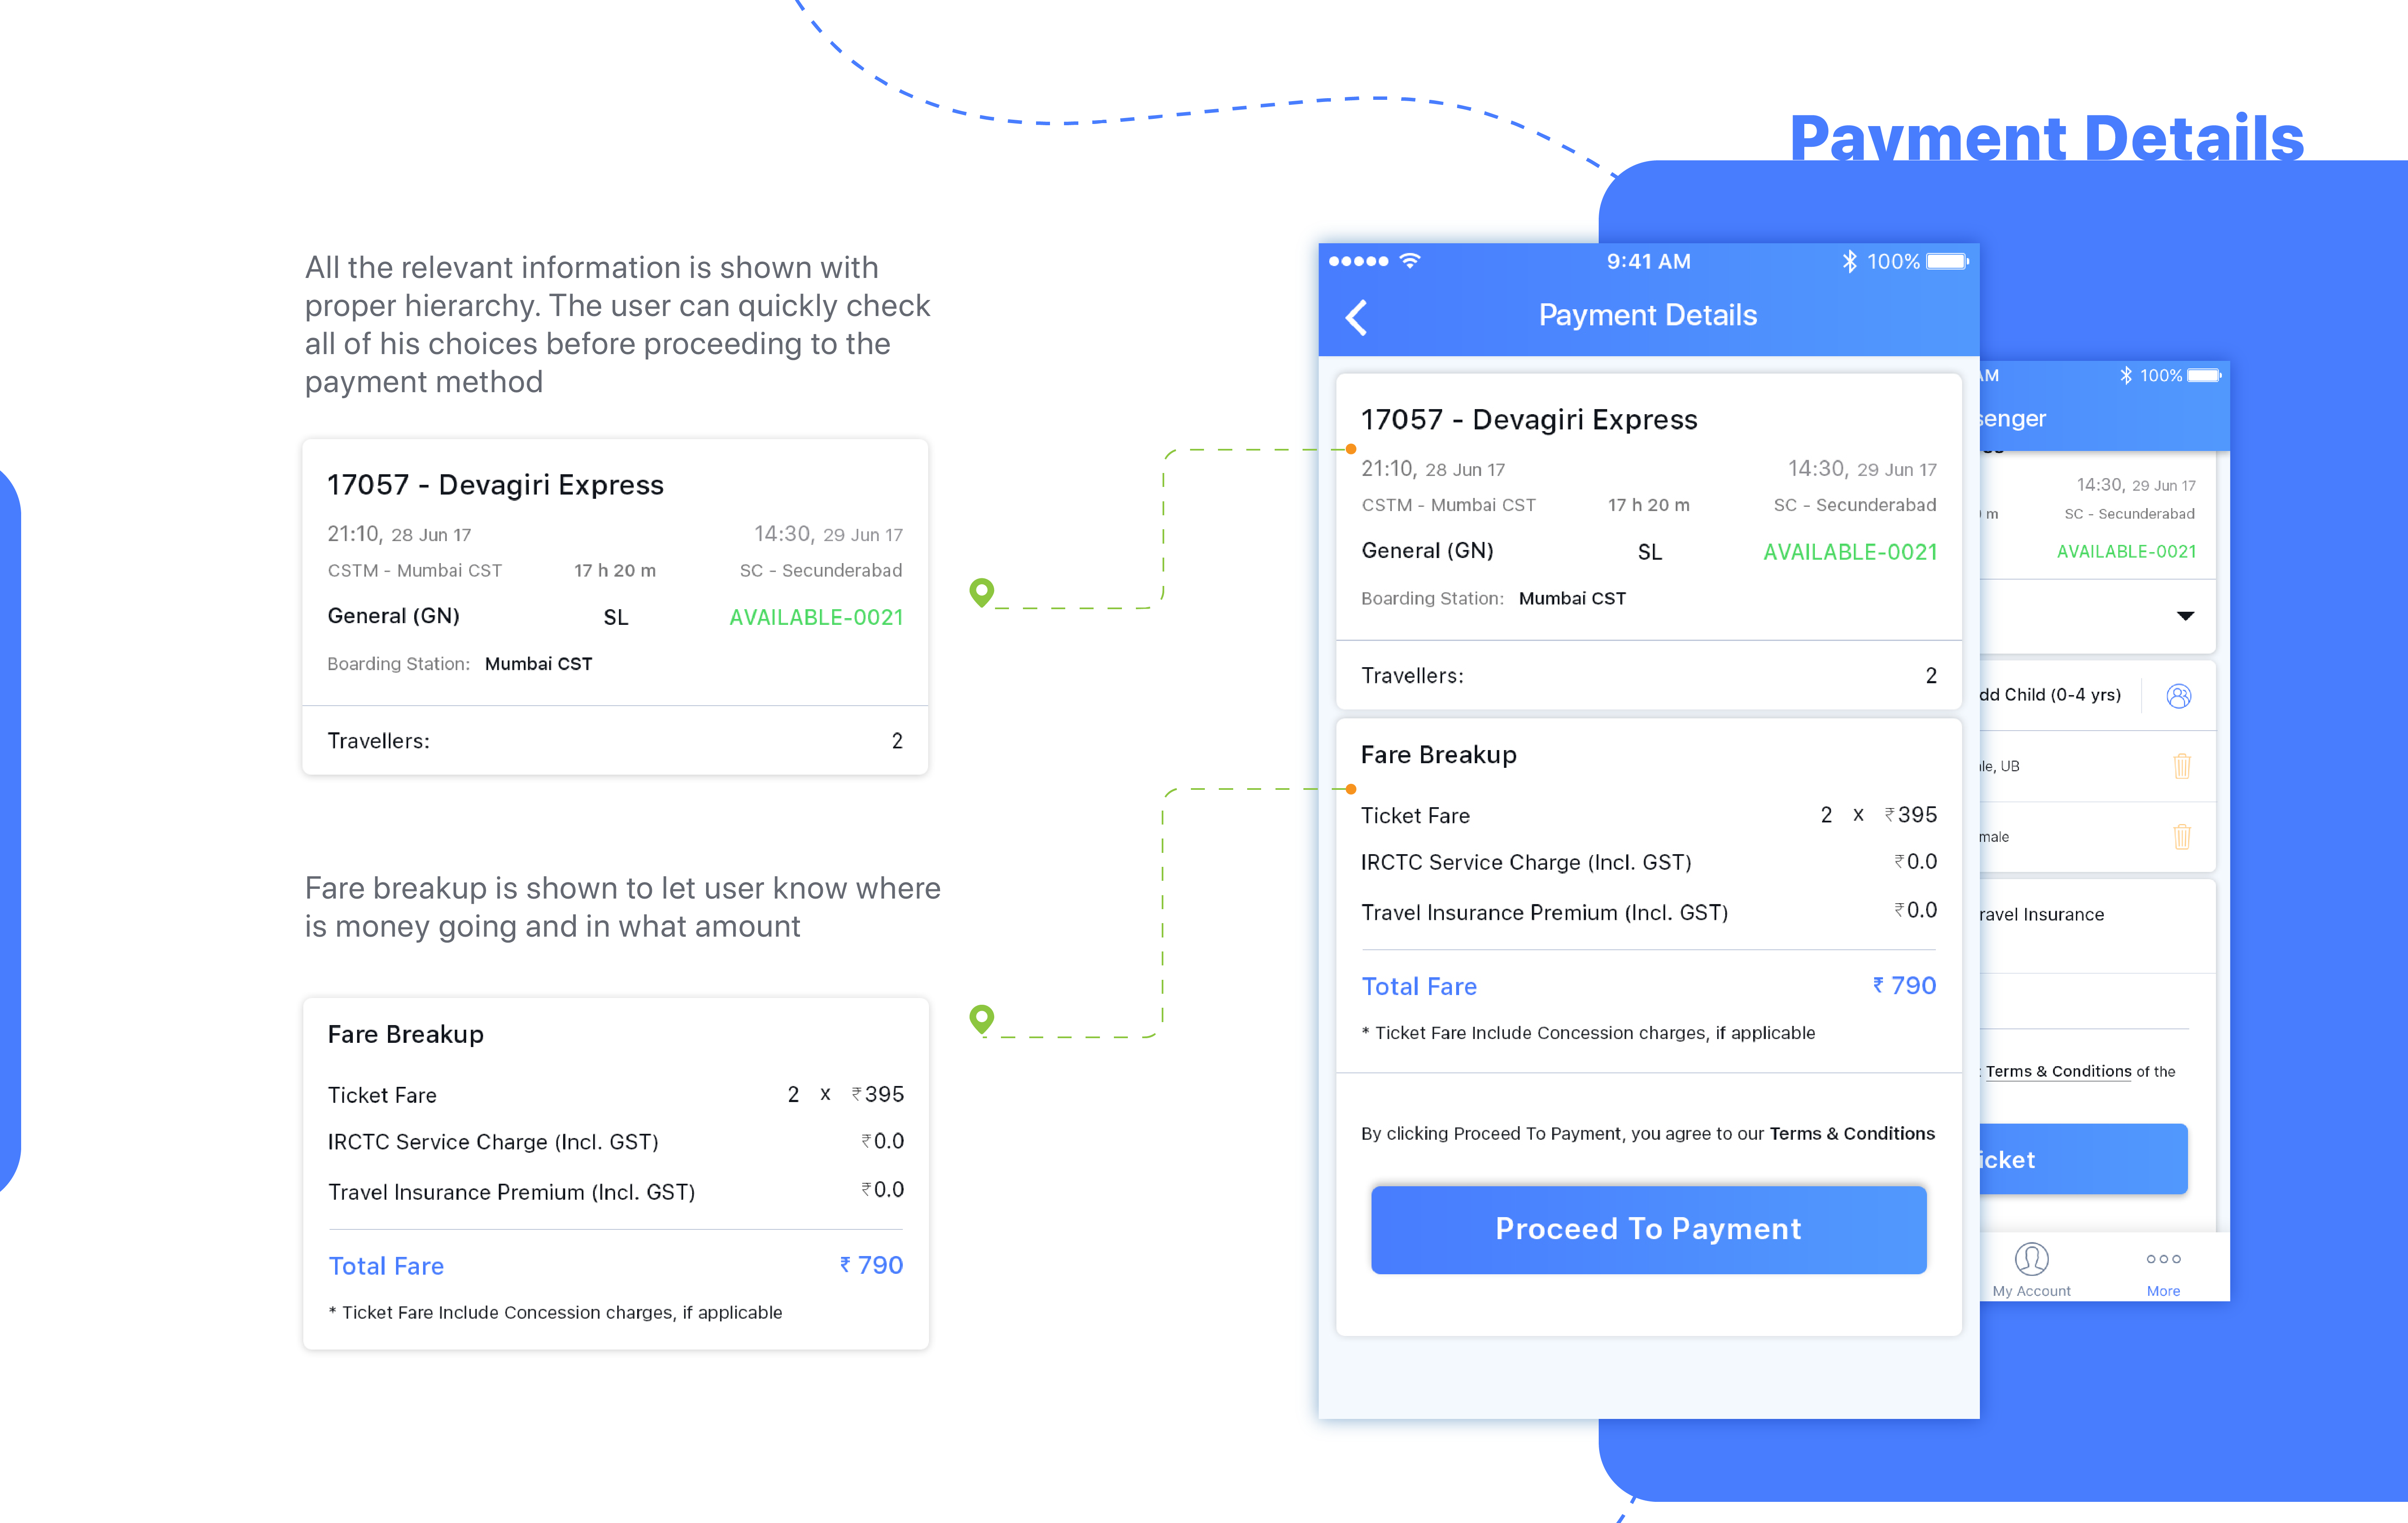 Payment Details
All the relevant information is shown with
proper hierarchy. The user can quickly check
all of his choices before proceeding to the
payment method
17057 - Devagiri Express
21:10, 28 Jun 17 14:30, 29 Jun 17
CSTM - Mumbai CST 17 h 20 m SC - Secunderabad
General (GN) SL AVAILABLE-0021
Boarding Station: Mumbai CST
Travellers: 2
Fare breakup is shown to let user know where
is money going and in what amount
Fare Breakup
Ticket Fare 2 x ₹395
IRCTC Service Charge (Incl. GST) ₹0.0
Travel Insurance Premium (Incl. GST) ₹0.0
Total Fare ₹ 790
* Ticket Fare Include Concession charges, if applicable
9:41 AM 100%
Payment Details
17057 - Devagiri Express
21:10, 28 Jun 17 14:30, 29 Jun 17
CSTM - Mumbai CST 17 h 20 m SC - Secunderabad
General (GN) SL AVAILABLE-0021
Boarding Station: Mumbai CST
Travellers: 2
Fare Breakup
Ticket Fare 2 x ₹395
IRCTC Service Charge (Incl. GST) ₹0.0
Travel Insurance Premium (Incl. GST) ₹0.0
Total Fare ₹ 790
* Ticket Fare Include Concession charges, if applicable
By clicking Proceed To Payment, you agree to our Terms & Conditions
Proceed To Payment
AM 100%
senger
14:30, 29 Jun 17
m SC - Secunderabad
AVAILABLE-0021
dd Child (0-4 yrs)
le, UB
male
ravel Insurance
Terms & Conditions of the
icket
My Account More